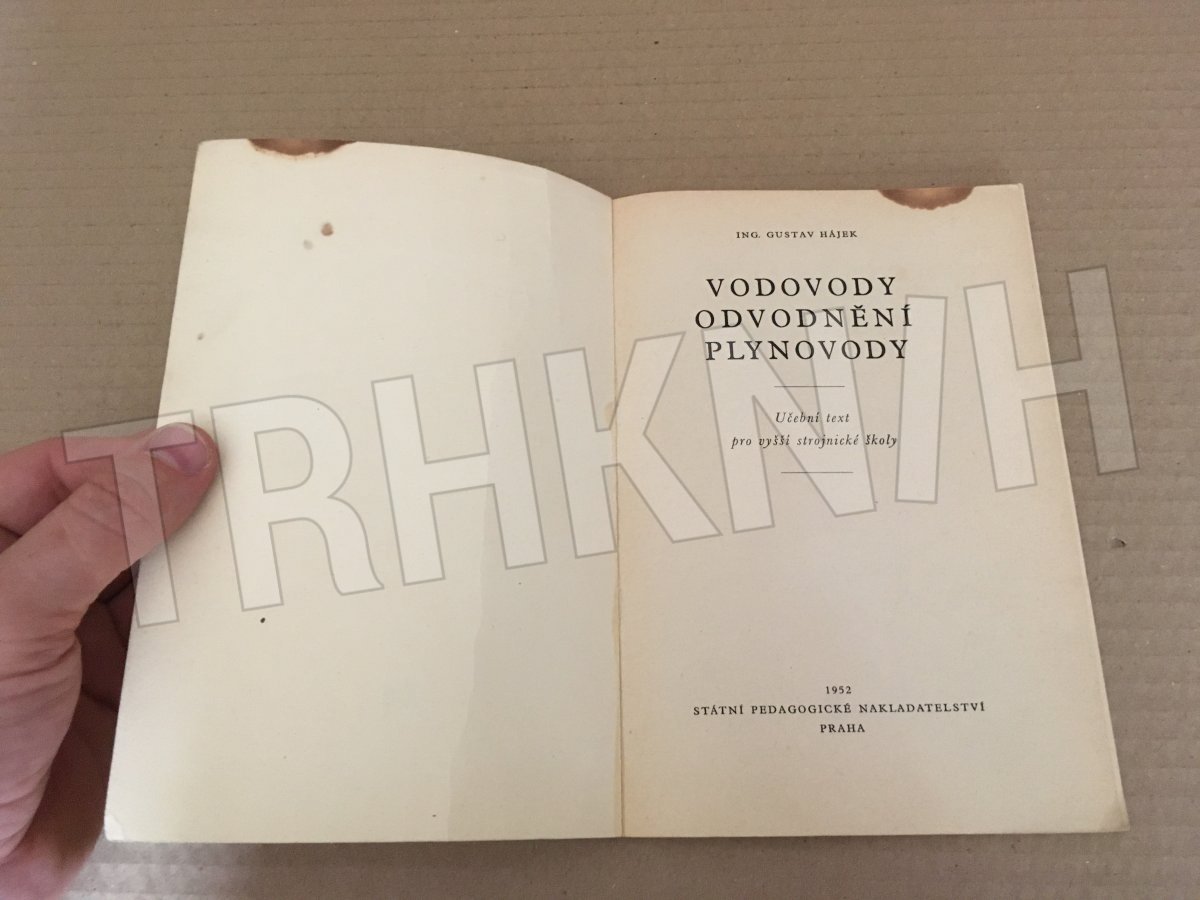 ING. GUSTAV HÁJEK
VODOVODY
ODVODNĚNÍ
PLYNOVODY
Učební text
pro vyšší strojnické školy
1952
STÁTNÍ PEDAGOGICKÉ NAKLADATELSTVÍ
PRAHA
TRHKNIH